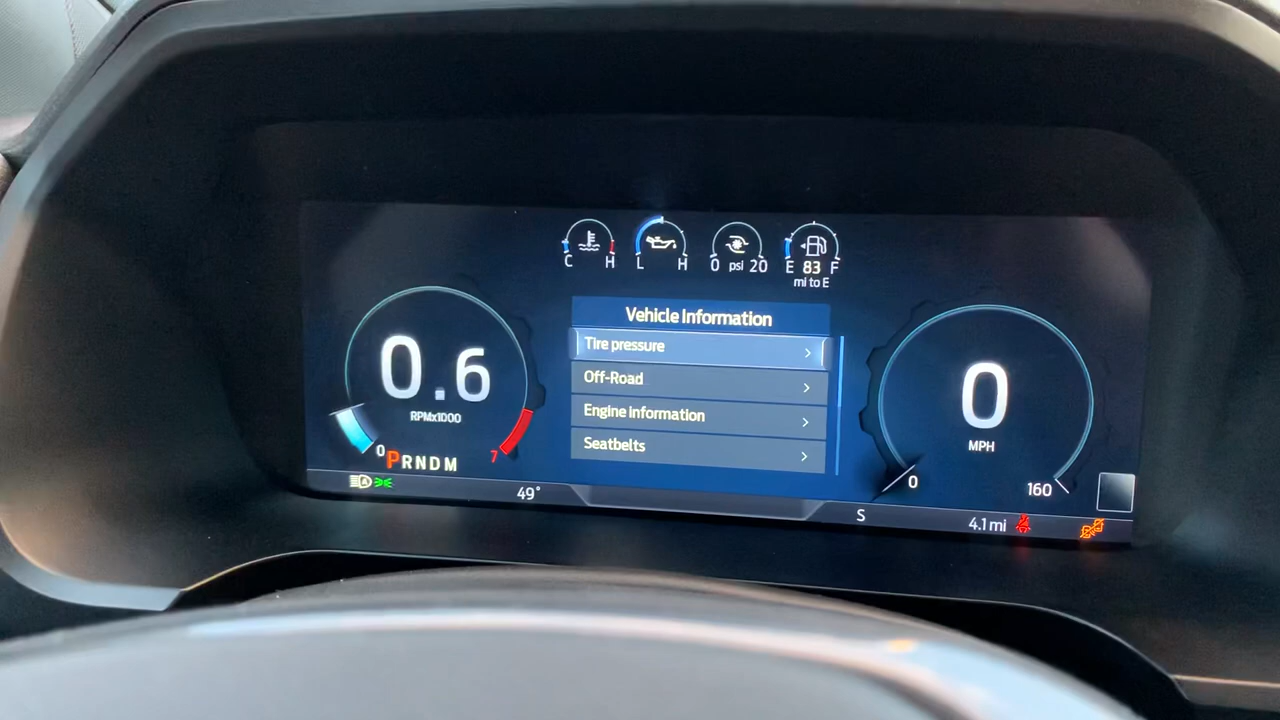 C H
L H
0 psi 20
E 83 F
mi to E
Vehicle Information
Tire pressure
Off-Road
Engine information
Seatbelts
0.6
RPMx1000
0
7
PRNDM
A
49°
0
MPH
0
160
S
4.1 mi